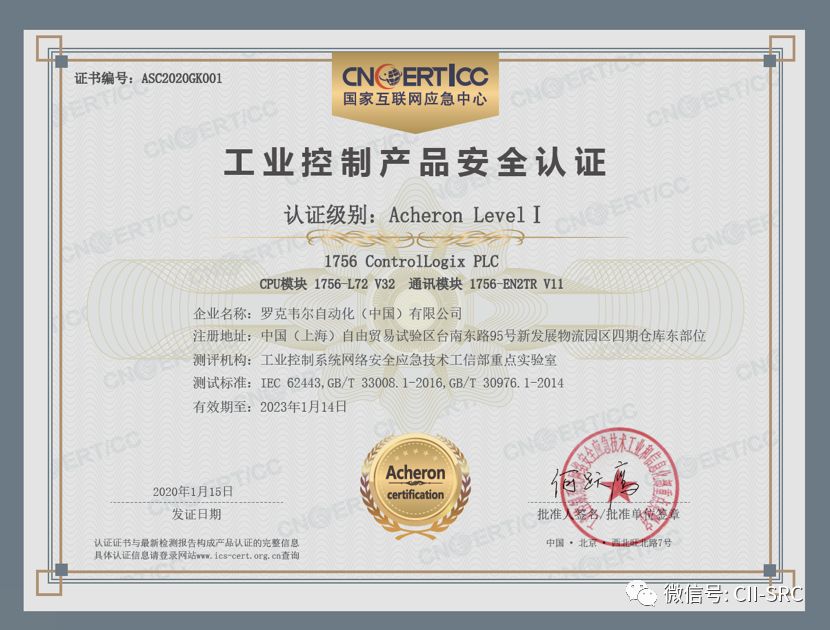 证书编号: ASC2020GK001
CNCERT/CC
国家互联网应急中心
工业控制产品安全认证
认证级别: Acheron Level I
1756 ControlLogix PLC
CPU模块 1756-L72 V32 通讯模块 1756-EN2TR V11
企业名称: 罗克韦尔自动化（中国）有限公司
注册地址: 中国（上海）自由贸易试验区台南东路95号新发展物流园区四期仓库东部位
测评机构: 工业控制系统网络安全应急技术工信部重点实验室
测试标准: IEC 62443,GB/T 33008.1-2016,GB/T 30976.1-2014
有效期至: 2023年1月14日
Acheron
certification
2020年1月15日
发证日期
批准人签名/批准单位签章
认证证书与最新检测报告构成产品认证的完整信息
具体认证信息请登录网站www.ics-cert.org.cn查询
中国 • 北京 • 西北旺北路7号
微信号: CII-SRC